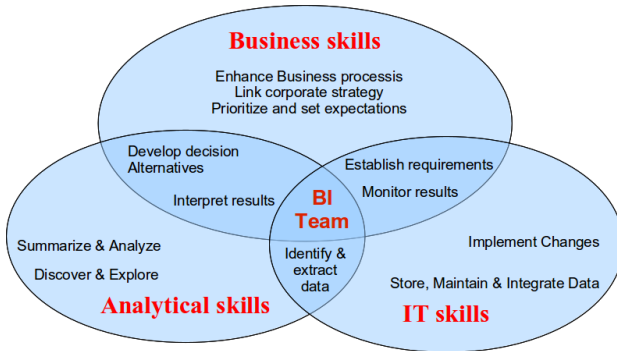 Business skills
Enhance Business processis
Link corporate strategy
Prioritize and set expectations
Develop decision
Alternatives
Interpret results
Establish requirements
Monitor results
BI
Team
Summarize & Analyze
Discover & Explore
Identify &
extract
data
Implement Changes
Store, Maintain & Integrate Data
Analytical skills
IT skills